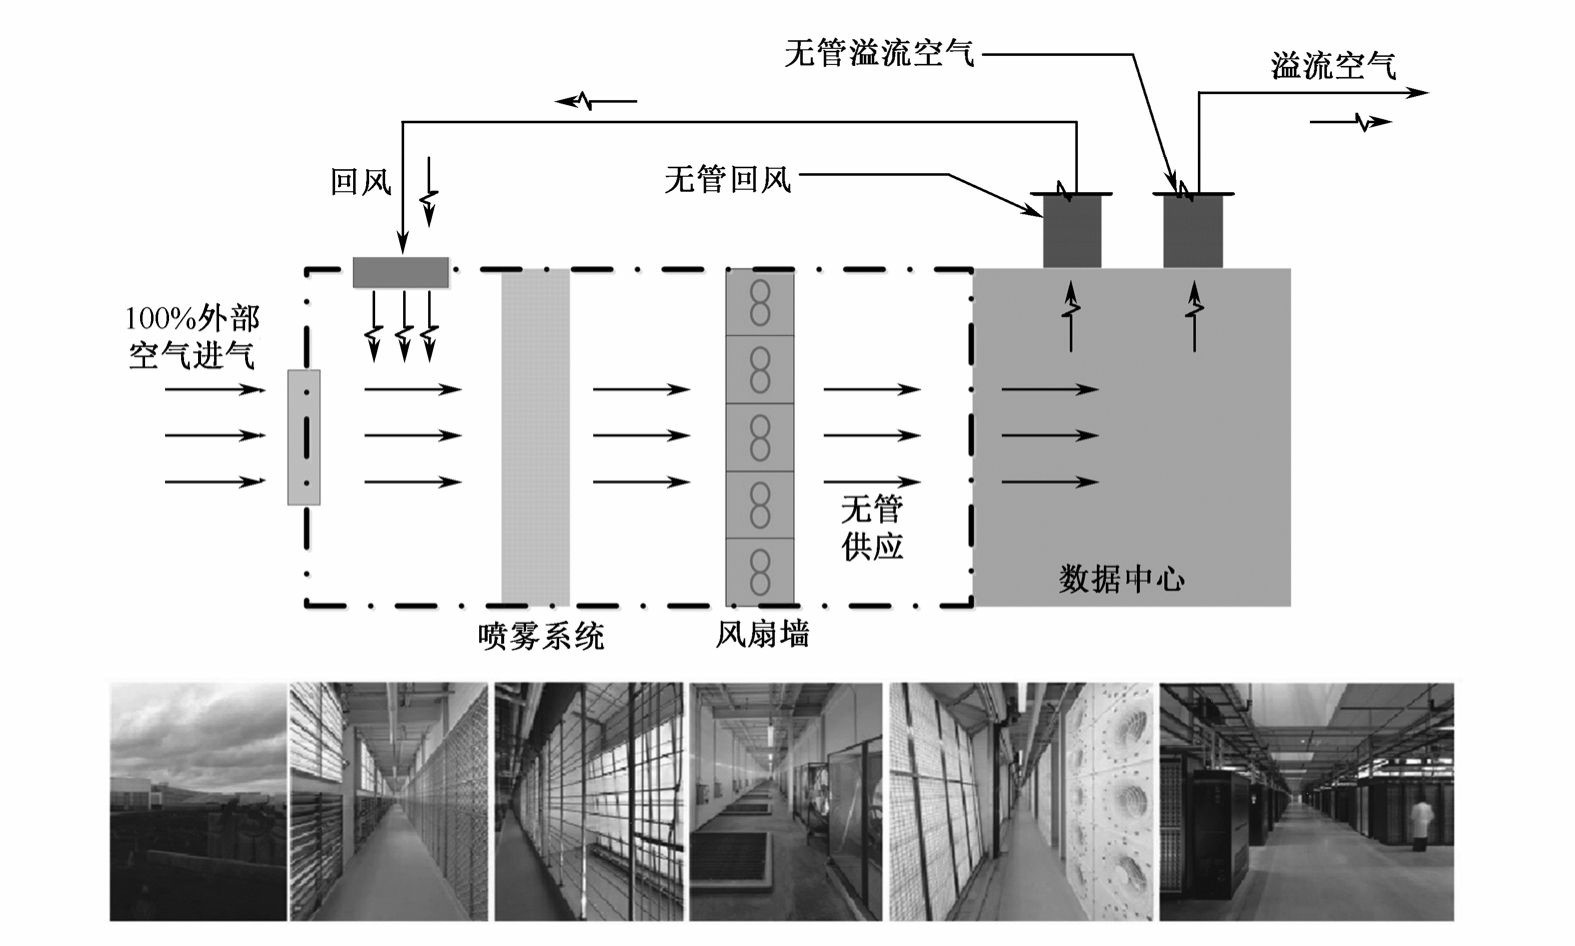 无管溢流空气
溢流空气
回风
无管回风
100%外部
空气进气
无管
供应
数据中心
喷雾系统
风扇墙